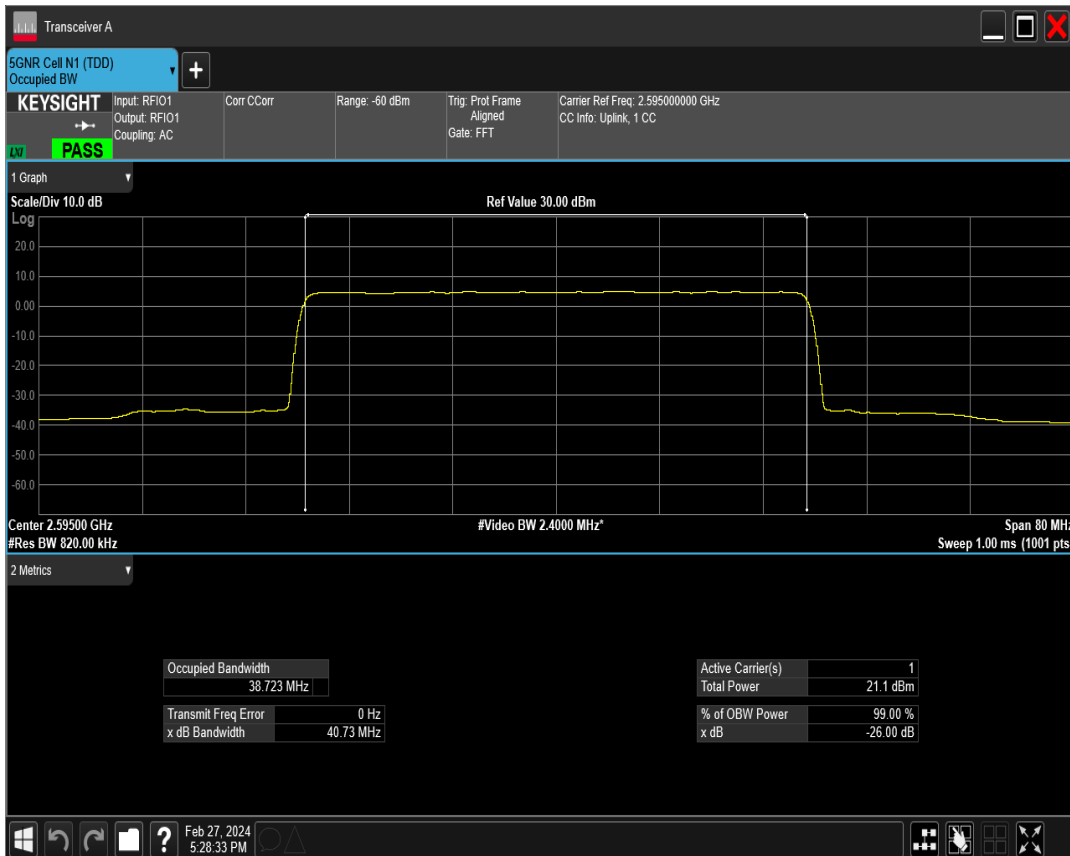 Transceiver A
5GNR Cell N1 (TDD)
Occupied BW
+
KEYSIGHT
LXI
PASS
Input: RFIO1
Output: RFIO1
Coupling: AC
Corr CCorr
Range: -60 dBm
Trig: Prot Frame
Aligned
Gate: FFT
Carrier Ref Freq: 2.595000000 GHz
CC Info: Uplink, 1 CC
1 Graph
Scale/Div 10.0 dB
Ref Value 30.00 dBm
Log
20.0
10.0
0.00
-10.0
-20.0
-30.0
-40.0
-50.0
-60.0
Center 2.59500 GHz
#Video BW 2.4000 MHz*
Span 80 MHz
#Res BW 820.00 kHz
Sweep 1.00 ms (1001 pts
2 Metrics
Occupied Bandwidth
38.723 MHz
Transmit Freq Error 0 Hz
x dB Bandwidth 40.73 MHz
Active Carrier(s) 1
Total Power 21.1 dBm
% of OBW Power 99.00 %
x dB -26.00 dB
?
Feb 27, 2024
5:28:33 PM